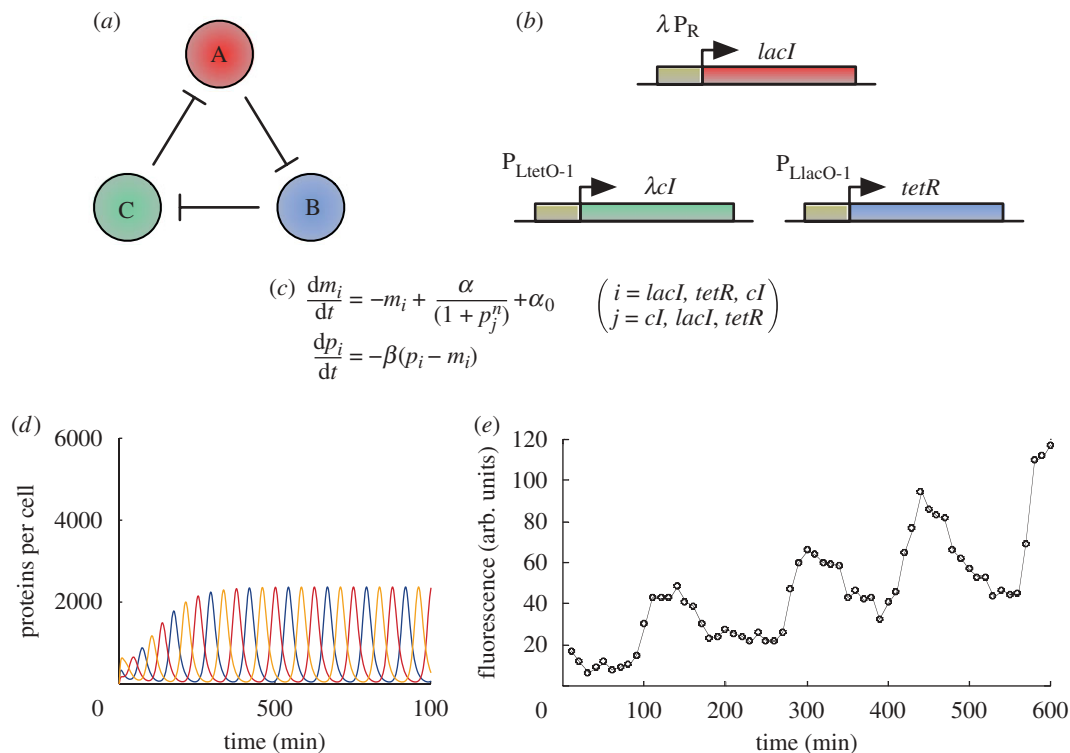 (a)
A
C
B
(b)
λ P_R
lacI
P_LtetO-1
λcI
P_LlacO-1
tetR
(c) dm_i/dt = –m_i + α/(1 + p_j^n) + α_0 (i = lacI, tetR, cI
j = cI, lacI, tetR)
dp_i/dt = –β(p_i – m_i)
(d)
6000
4000
2000
0 500 100
proteins per cell
time (min)
(e)
120
100
80
60
40
20
0 100 200 300 400 500 600
fluorescence (arb. units)
time (min)